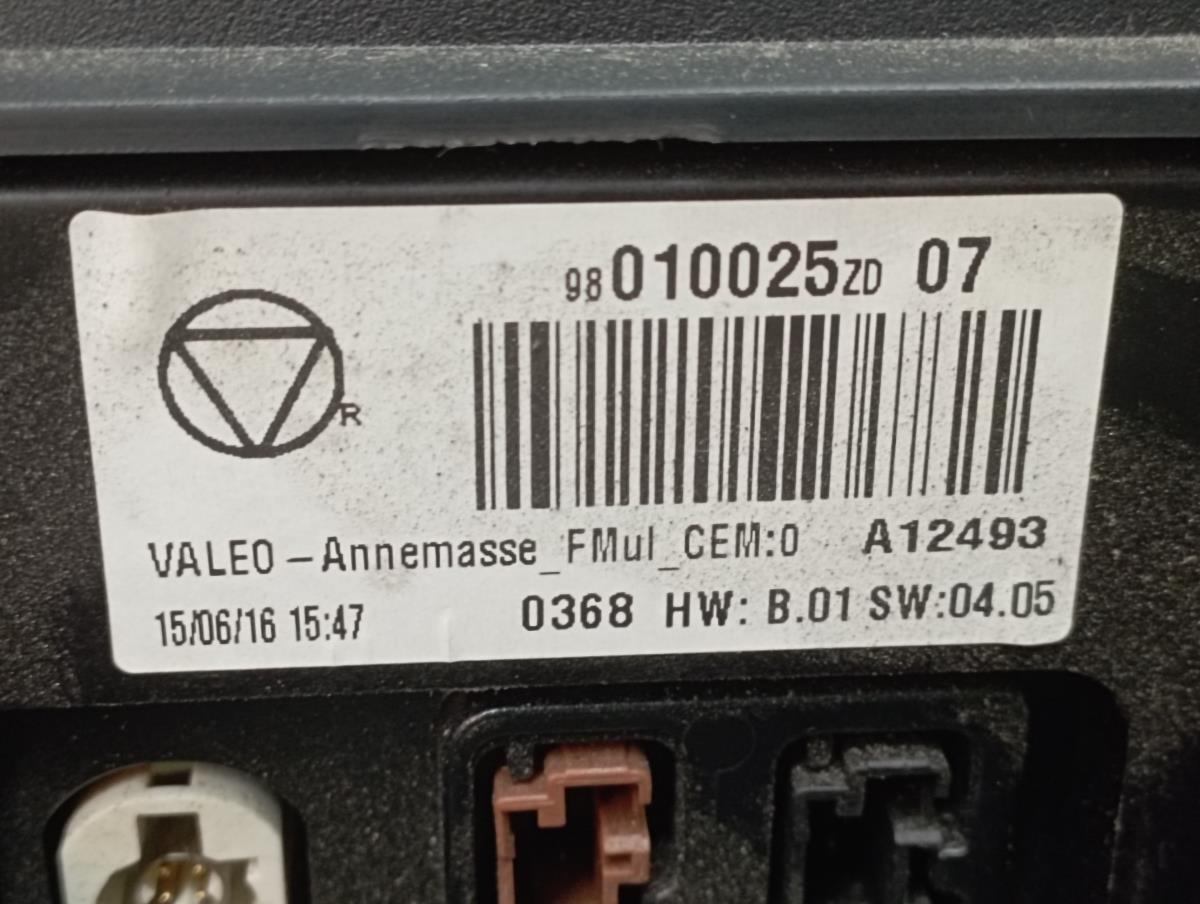 98010025ZD 07
R
VALEO-Annemasse_FMul_CEM:0 A12493
15/06/16 15:47 0368 HW: B.01 SW:04.05